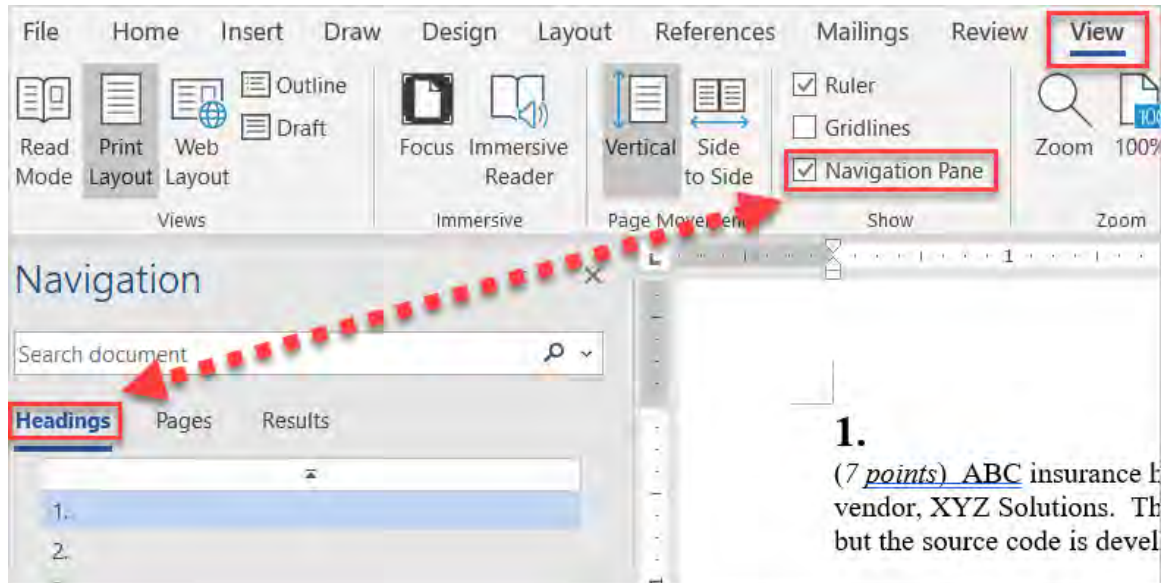 File Home Insert Draw Design Layout References Mailings Review View
Outline
Draft
Read Mode
Print Layout
Web Layout
Views
Focus
Immersive Reader
Immersive
Vertical
Side to Side
Page
Ruler
Gridlines
Navigation Pane
Show
Zoom
100%
Zoom
Navigation
Search document
Headings Pages Results
1.
2.
L
1
1.
(7 points) ABC insurance
vendor, XYZ Solutions.
but the source code is